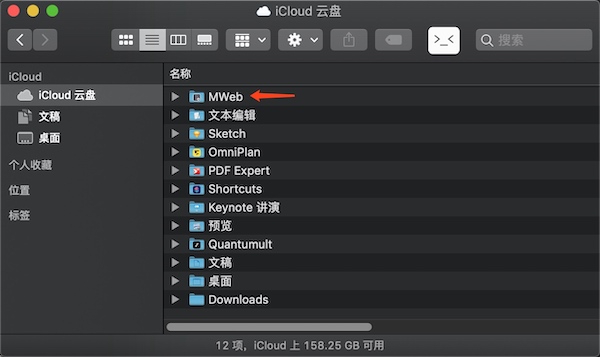 iCloud 云盘
>_<
搜索
iCloud
iCloud 云盘
文稿
桌面
个人收藏
位置
标签
名称
MWeb
文本编辑
Sketch
OmniPlan
PDF Expert
Shortcuts
Keynote 讲演
预览
Quantumult
文稿
桌面
Downloads
12 项，iCloud 上 158.25 GB 可用